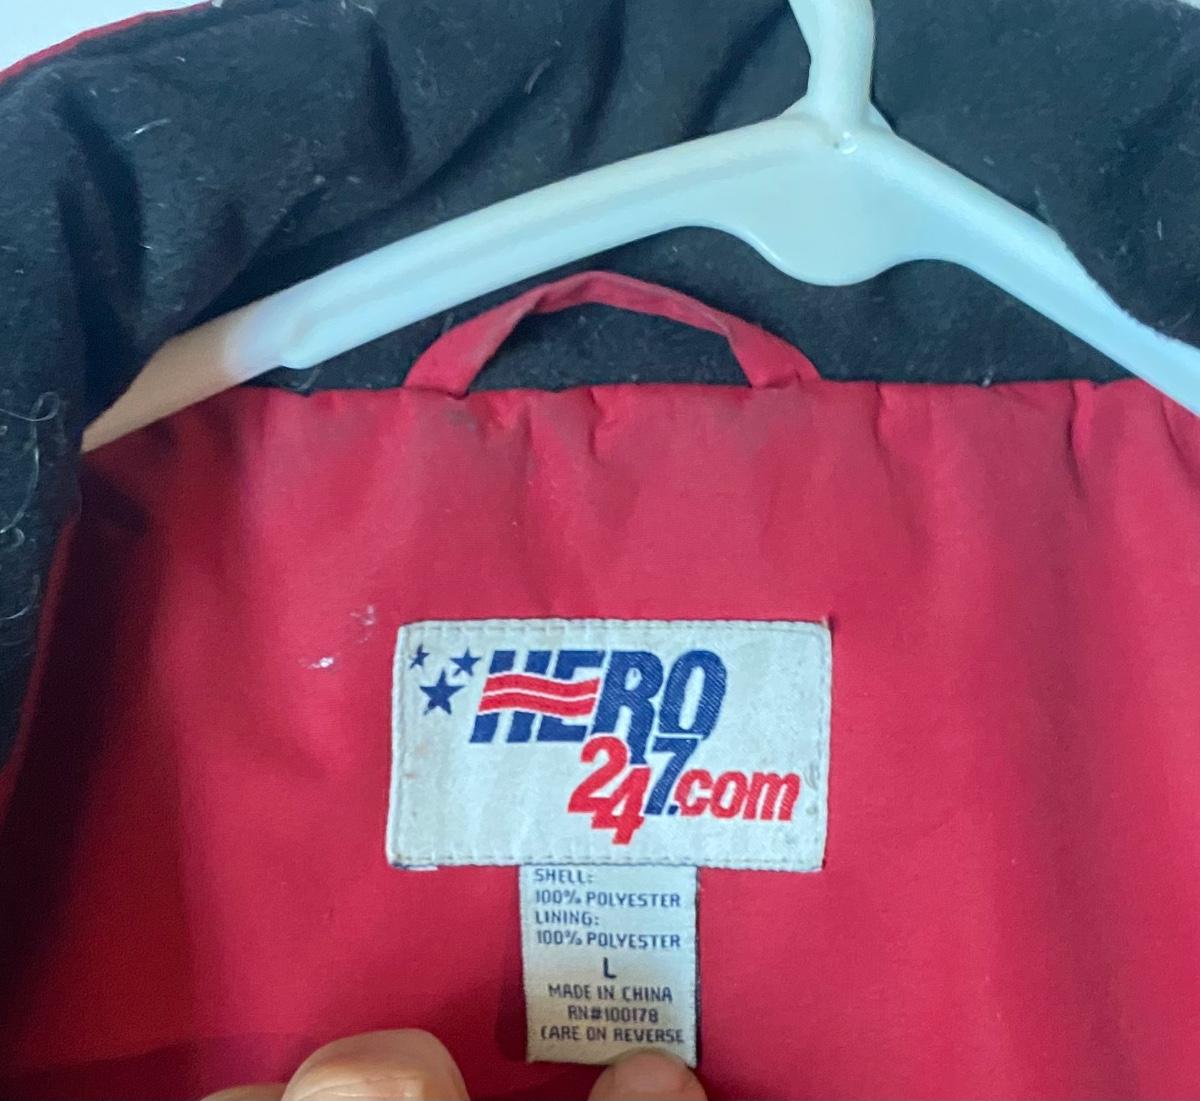 HERO
247.com
SHELL:
100% POLYESTER
LINING:
100% POLYESTER
L
MADE IN CHINA
RN#100178
CARE ON REVERSE